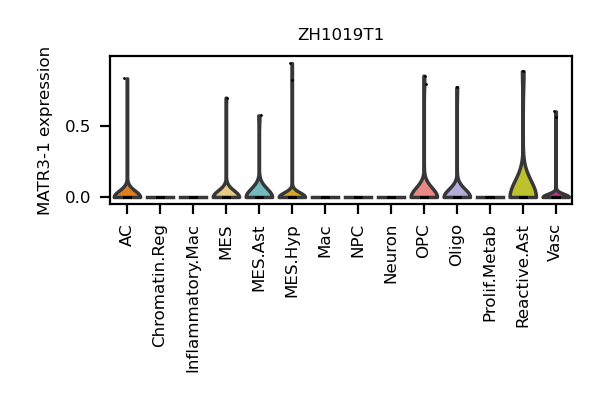 ZH1019T1
MATR3-1 expression
0.5
0.0
AC
Chromatin.Reg
Inflammatory.Mac
MES
MES.Ast
MES.Hyp
Mac
NPC
Neuron
OPC
Oligo
Prolif.Metab
Reactive.Ast
Vasc